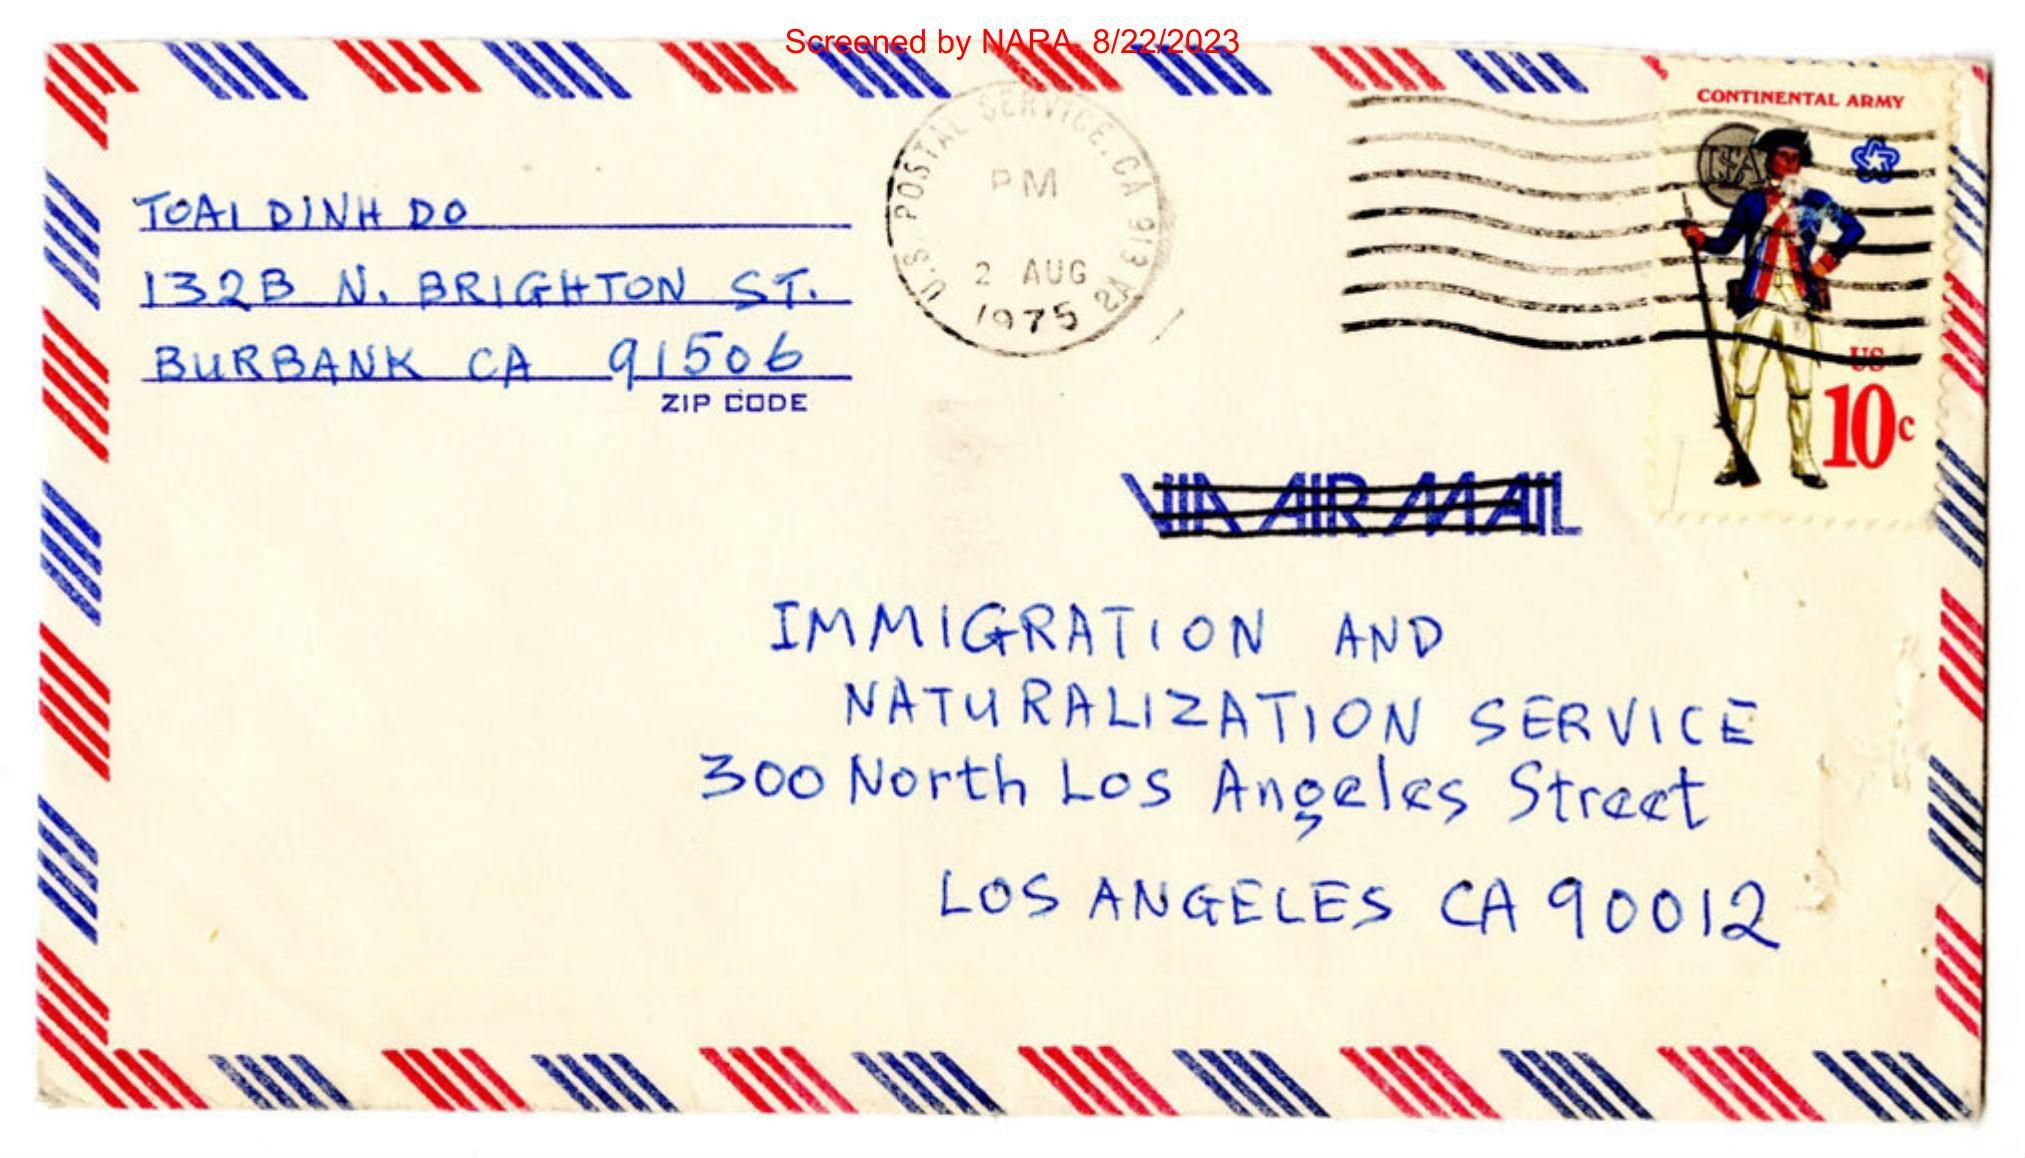 Screened by NARA, 8/22/2023
CONTINENTAL ARMY
U.S. POSTAL SERVICE, CA 913
PM
2 AUG
1975
TOAI DINH DO
132B N. BRIGHTON ST.
BURBANK CA 91506
ZIP CODE
US
10c
VIA AIR MAIL
IMMIGRATION AND
NATURALIZATION SERVICE
300 North Los Angeles Street
LOS ANGELES CA 90012